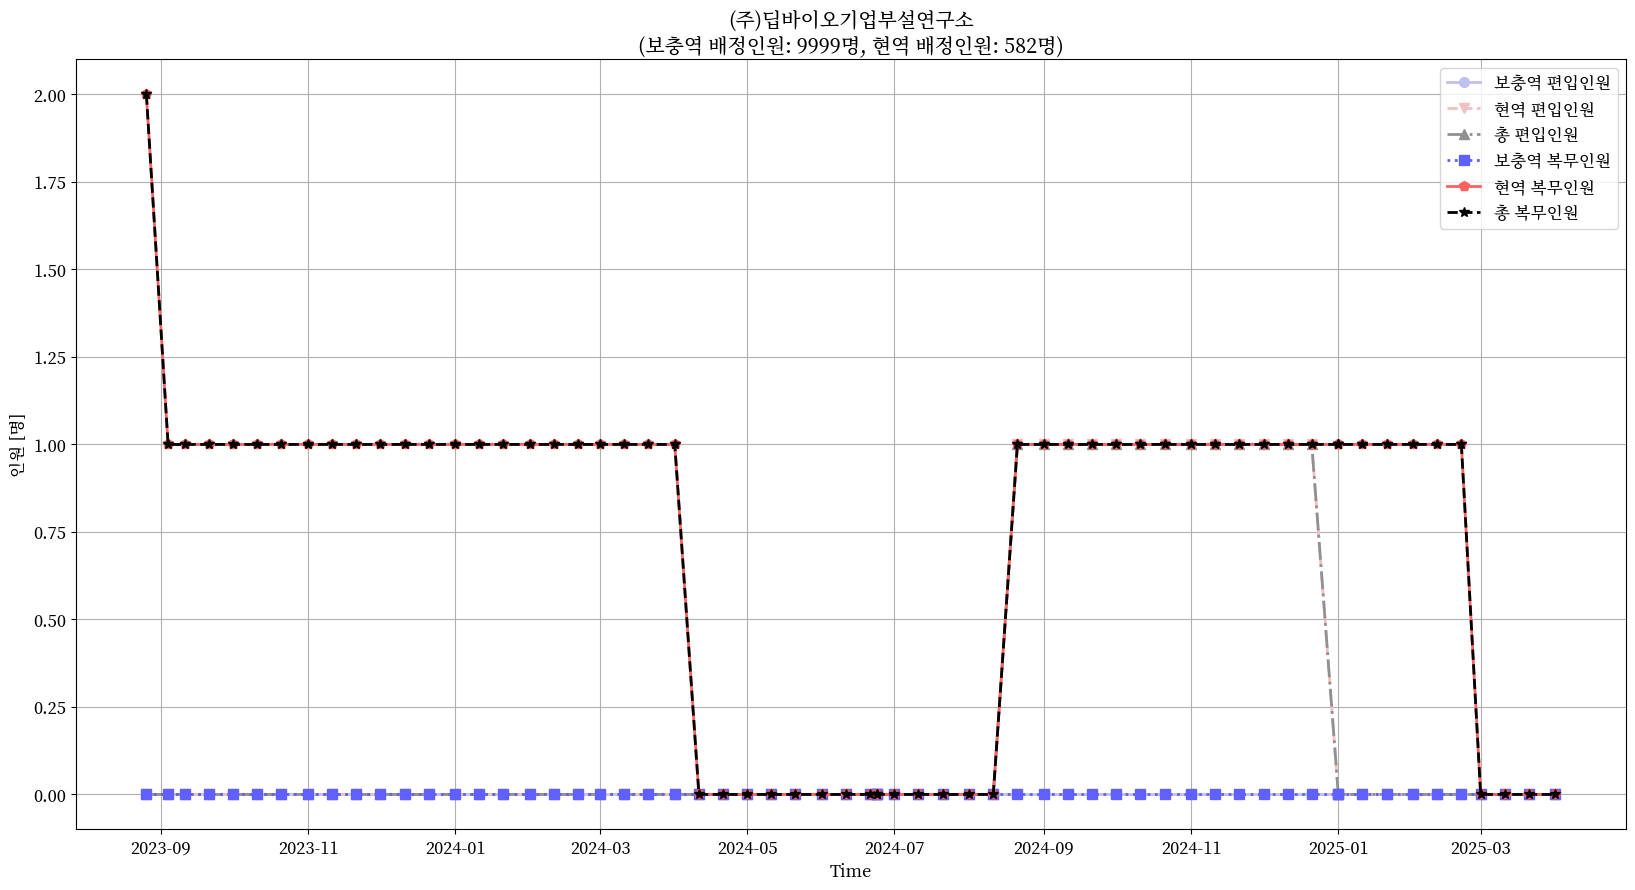 (주)딥바이오기업부설연구소
(보충역 배정인원: 9999명, 현역 배정인원: 582명)
보충역 편입인원
현역 편입인원
총 편입인원
보충역 복무인원
현역 복무인원
총 복무인원
인원 [명]
2.00
1.75
1.50
1.25
1.00
0.75
0.50
0.25
0.00
2023-09 2023-11 2024-01 2024-03 2024-05 2024-07 2024-09 2024-11 2025-01 2025-03
Time